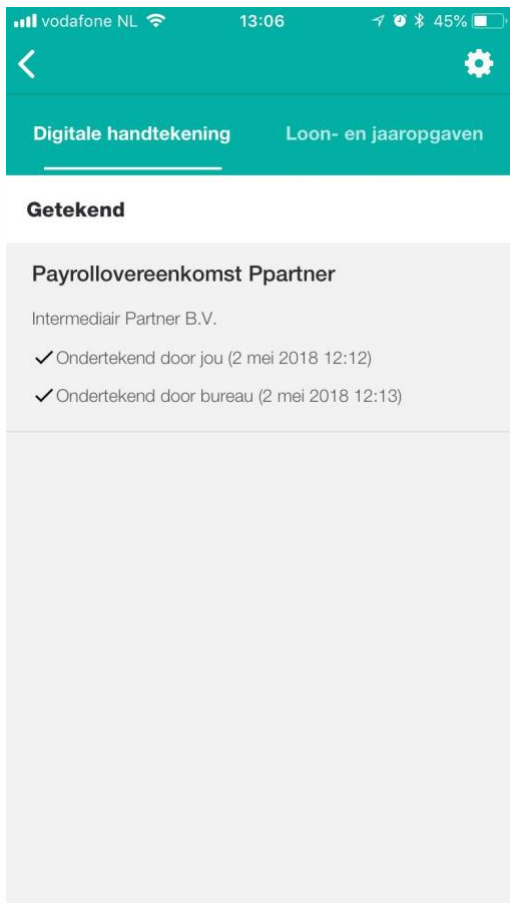 vodafone NL 13:06 45%
Digitale handtekening Loon- en jaaropgaven
Getekend
Payrollovereenkomst Ppartner
Intermediair Partner B.V.
Ondertekend door jou (2 mei 2018 12:12)
Ondertekend door bureau (2 mei 2018 12:13)